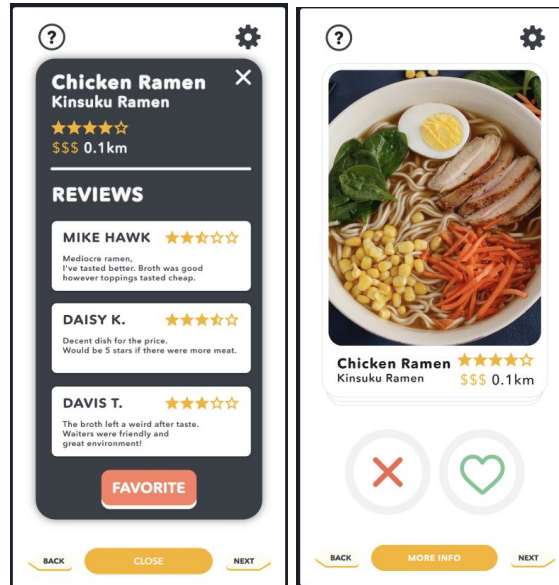 ?
Chicken Ramen
Kinsuku Ramen
$$$ 0.1km
REVIEWS
MIKE HAWK
Mediocre ramen,
I've tasted better. Broth was good
however toppings tasted cheap.
DAISY K.
Decent dish for the price.
Would be 5 stars if there were more meat.
DAVIS T.
The broth left a weird after taste.
Waiters were friendly and
great environment!
FAVORITE
BACK
CLOSE
NEXT
?
Chicken Ramen
Kinsuku Ramen
$$$ 0.1km
BACK
MORE INFO
NEXT